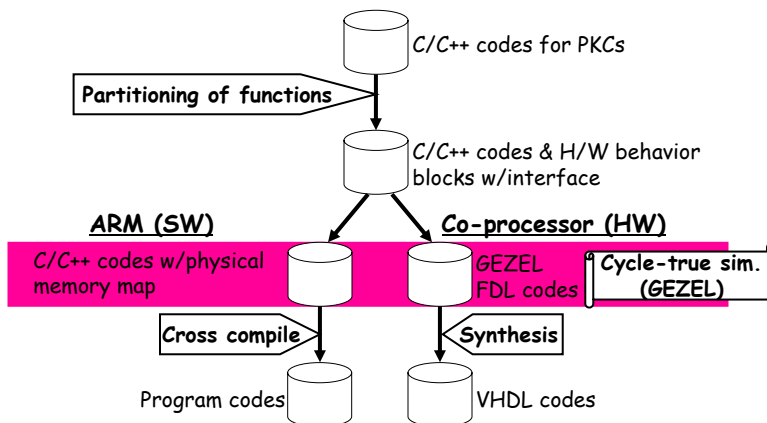 C/C++ codes for PKCs
Partitioning of functions
C/C++ codes & H/W behavior
blocks w/interface
ARM (SW)
Co-processor (HW)
C/C++ codes w/physical
memory map
GEZEL
FDL codes
Cycle-true sim.
(GEZEL)
Cross compile
Synthesis
Program codes
VHDL codes